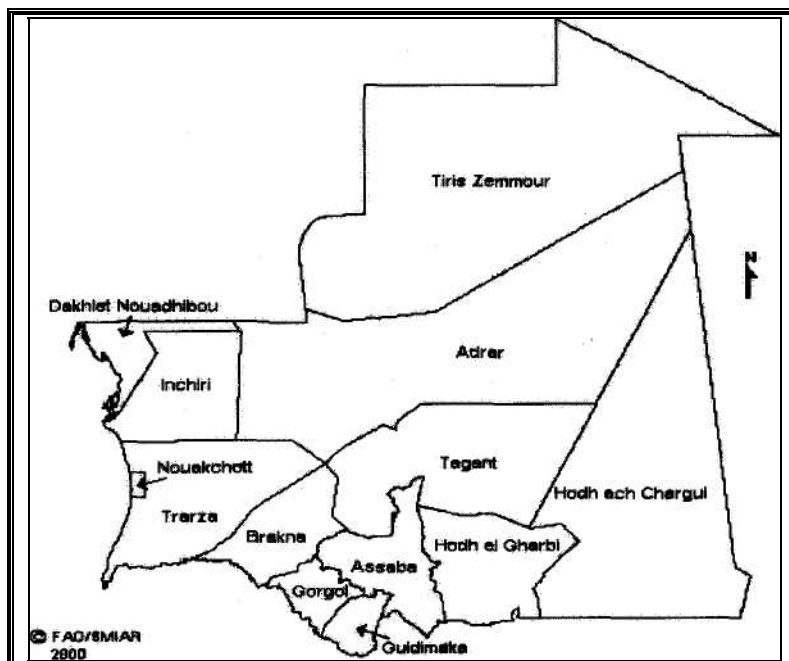 N
Tiris Zemmour
Dakhlet Nouadhibou
Adrar
Inchiri
Tagant
Nouakchott
Hodh ech Chargui
Trarza
Brakna
Hodh el Gharbi
Assaba
Gorgol
© FAO/SMIAR
2000
Guidimaka